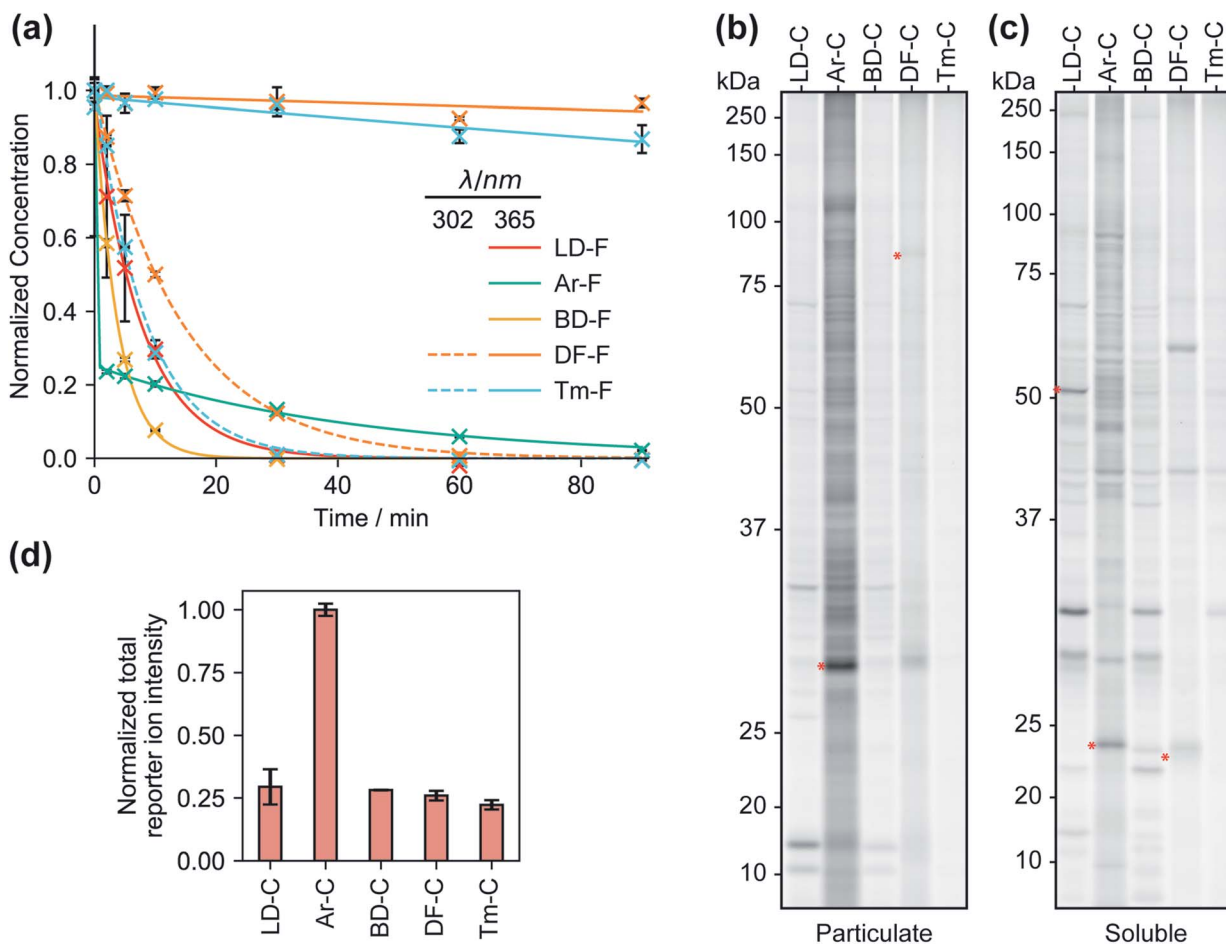 (a)
Normalized Concentration
1.0
0.8
0.6
0.4
0.2
0.0
0 20 40 60 80
Time / min
λ/nm
302 365
LD-F
Ar-F
BD-F
DF-F
Tm-F
(b)
LD-C Ar-C BD-C DF-C Tm-C
kDa
250
150
100
75
50
37
25
20
10
*
*
Particulate
(c)
LD-C Ar-C BD-C DF-C Tm-C
kDa
250
150
100
75
50
37
25
20
10
*
*
*
Soluble
(d)
Normalized total
reporter ion intensity
1.00
0.75
0.50
0.25
0.00
LD-C Ar-C BD-C DF-C Tm-C